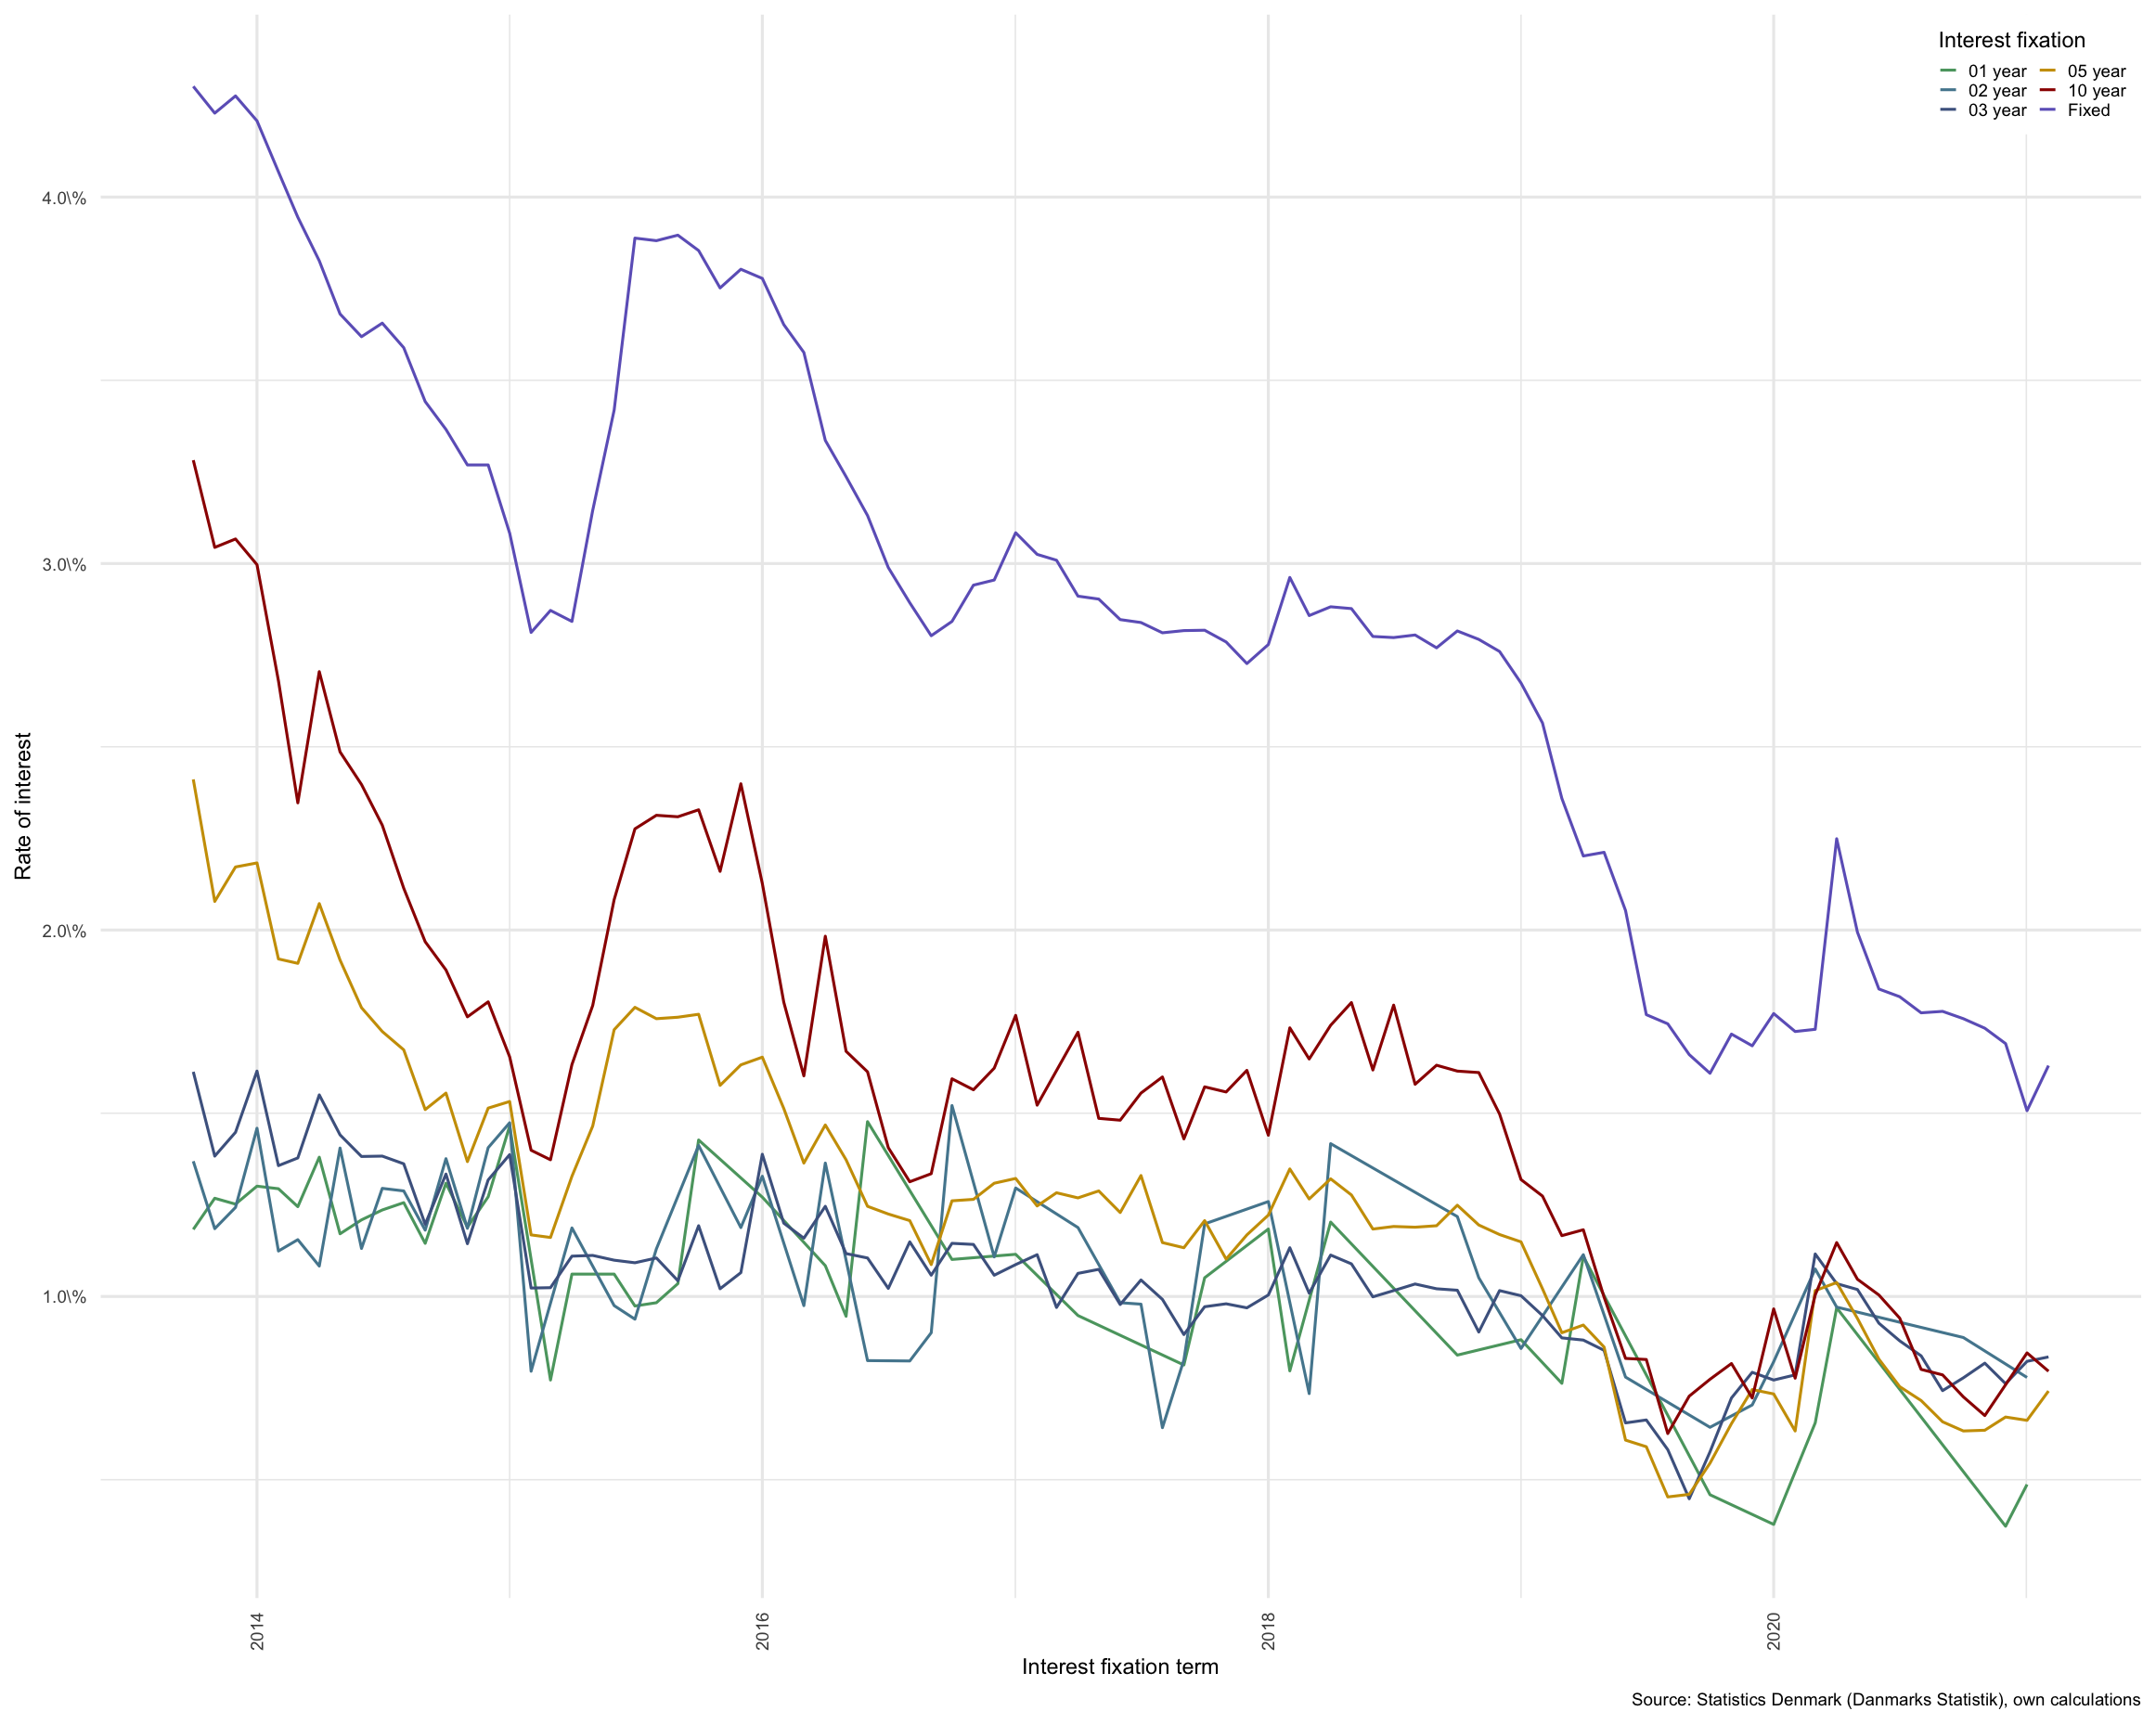 Interest fixation
01 year
02 year
03 year
05 year
10 year
Fixed
4.0\%
3.0\%
2.0\%
1.0\%
Rate of interest
2014
2016
2018
2020
Interest fixation term
Source: Statistics Denmark (Danmarks Statistik), own calculations